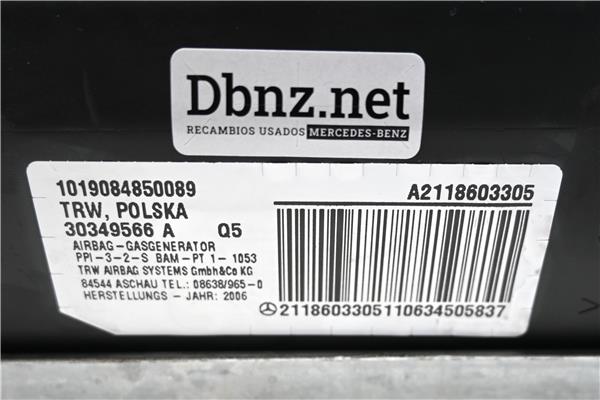 Dbnz.net
RECAMBIOS USADOS MERCEDES-BENZ
1019084850089 A2118603305
TRW, POLSKA
30349566 A Q5
AIRBAG-GASGENERATOR
PPI-3-2-S BAM-PT 1-1053
TRW AIRBAG SYSTEMS GmbH&Co KG
84544 ASCHAU TEL.: 08638/965-0
HERSTELLUNGS - JAHR: 2006
2118603305110634505837